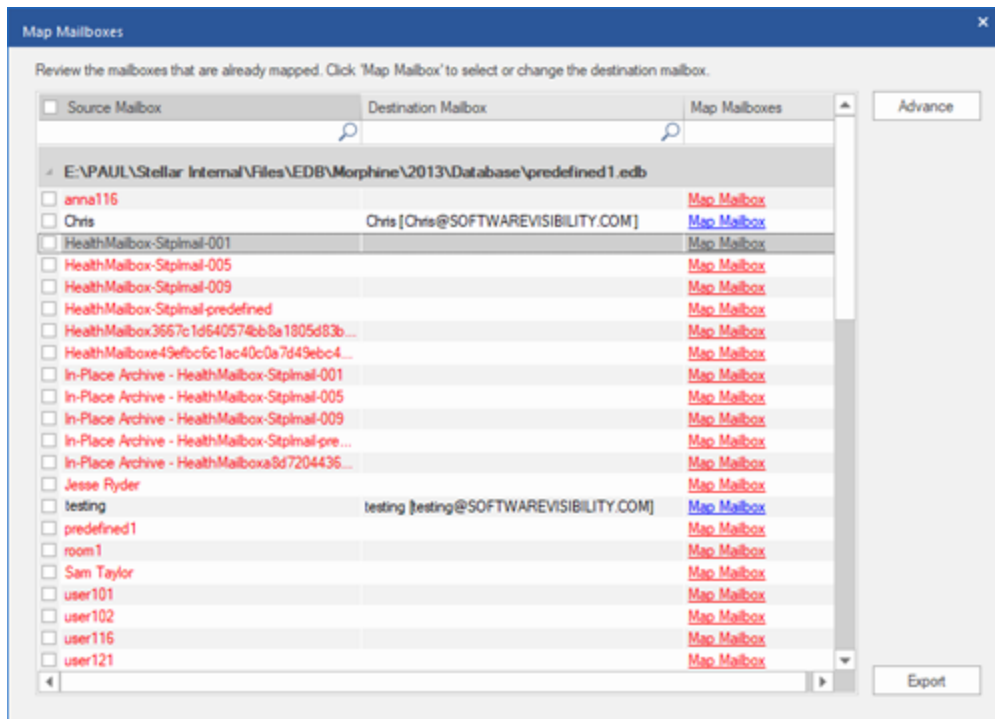 Map Mailboxes
Review the mailboxes that are already mapped. Click 'Map Mailbox' to select or change the destination mailbox.
Source Mailbox Destination Mailbox Map Mailboxes Advance
E:\PAUL\Stellar Internal\Files\EDB\Morphine\2013\Database\predefined1.edb
anna116 Map Mailbox
Chris Chris [Chris@SOFTWAREVISIBILITY.COM] Map Mailbox
HealthMailbox-Sitplmail-001 Map Mailbox
HealthMailbox-Sitplmail-005 Map Mailbox
HealthMailbox-Sitplmail-009 Map Mailbox
HealthMailbox-Sitplmail-predefined Map Mailbox
HealthMailbox3667c1d640574bb8a1805d83b... Map Mailbox
HealthMailboxe49efbc6c1ac40c0a7d49ebc4... Map Mailbox
In-Place Archive - HealthMailbox-Sitplmail-001 Map Mailbox
In-Place Archive - HealthMailbox-Sitplmail-005 Map Mailbox
In-Place Archive - HealthMailbox-Sitplmail-009 Map Mailbox
In-Place Archive - HealthMailbox-Sitplmail-pre... Map Mailbox
In-Place Archive - HealthMailboxa8d7204436... Map Mailbox
Jesse Ryder Map Mailbox
testing testing [testing@SOFTWAREVISIBILITY.COM] Map Mailbox
predefined1 Map Mailbox
room1 Map Mailbox
Sam Taylor Map Mailbox
user101 Map Mailbox
user102 Map Mailbox
user116 Map Mailbox
user121 Map Mailbox
Export